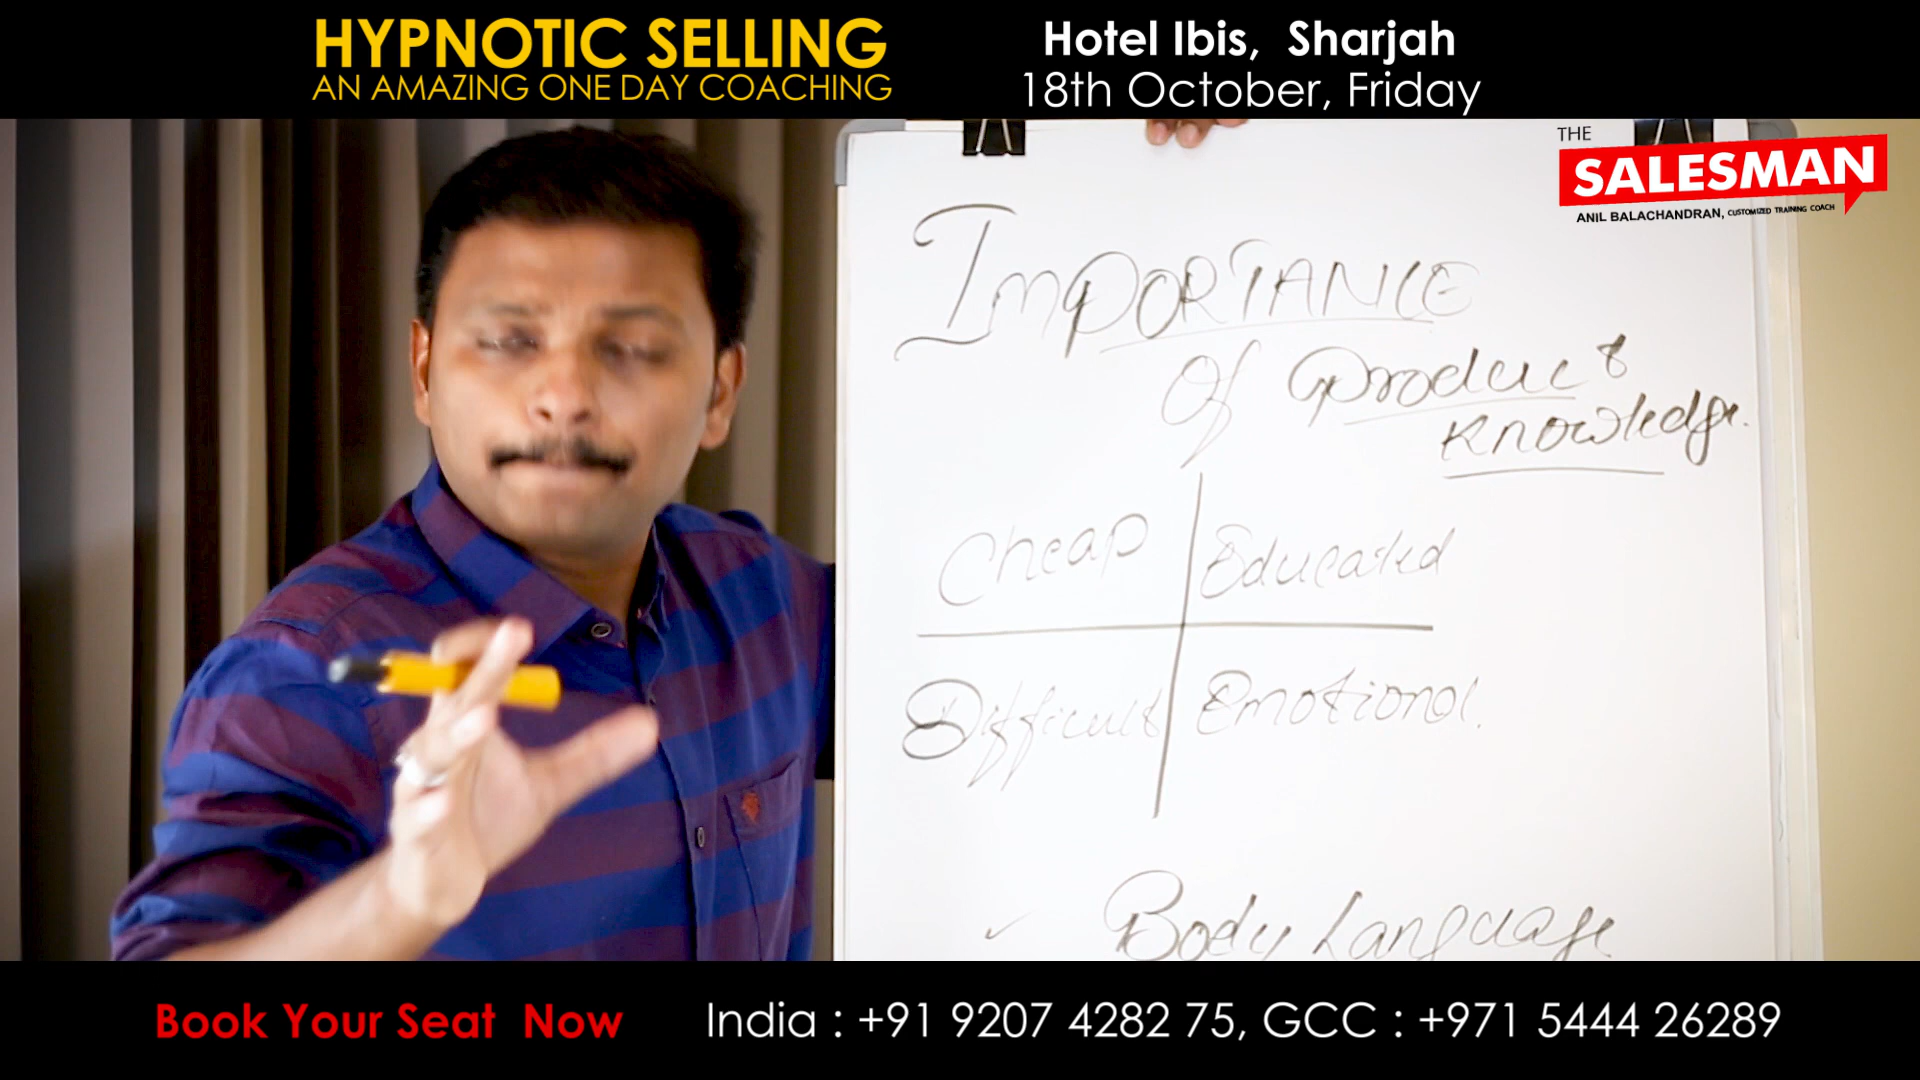 HYPNOTIC SELLING
AN AMAZING ONE DAY COACHING
Hotel Ibis, Sharjah
18th October, Friday
THE
SALESMAN
ANIL BALACHANDRAN, CUSTOMIZED TRAINING COACH
IMPORTANCE
Of Product
Knowledge.
Cheap Educated
Difficult Emotional.
Body Language
Book Your Seat Now
India : +91 9207 4282 75, GCC : +971 5444 26289